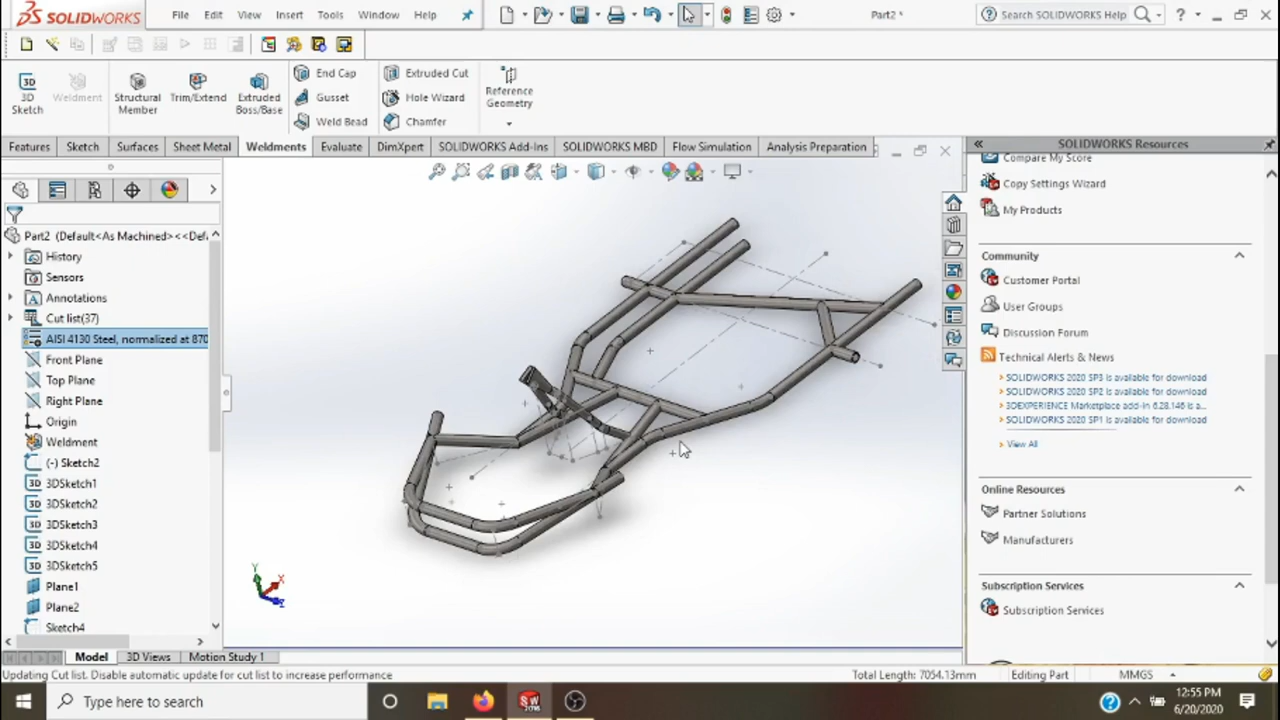 SOLIDWORKS
File Edit View Insert Tools Window Help
Part2 *
Search SOLIDWORKS Help
3D Sketch
Weldment
Structural Member
Trim/Extend
Extruded Boss/Base
End Cap
Gusset
Weld Bead
Extruded Cut
Hole Wizard
Chamfer
Reference Geometry
Features Sketch Surfaces Sheet Metal Weldments Evaluate DimXpert SOLIDWORKS Add-Ins SOLIDWORKS MBD Flow Simulation Analysis Preparation
Part2 (Default<As Machined><<Def
History
Sensors
Annotations
Cut list(37)
AISI 4130 Steel, normalized at 870
Front Plane
Top Plane
Right Plane
Origin
Weldment
(-) Sketch2
3DSketch1
3DSketch2
3DSketch3
3DSketch4
3DSketch5
Plane1
Plane2
Sketch4
Y
X
Z
SOLIDWORKS Resources
Compare My Score
Copy Settings Wizard
My Products
Community
Customer Portal
User Groups
Discussion Forum
Technical Alerts & News
SOLIDWORKS 2020 SP3 is available for download
SOLIDWORKS 2020 SP2 is available for download
3DEXPERIENCE Marketplace add-in 6.28.146 is a...
SOLIDWORKS 2020 SP1 is available for download
View All
Online Resources
Partner Solutions
Manufacturers
Subscription Services
Subscription Services
Model 3D Views Motion Study 1
Updating Cut list. Disable automatic update for cut list to increase performance
Total Length: 7054.13mm
Editing Part
MMGS
Type here to search
12:55 PM
6/20/2020